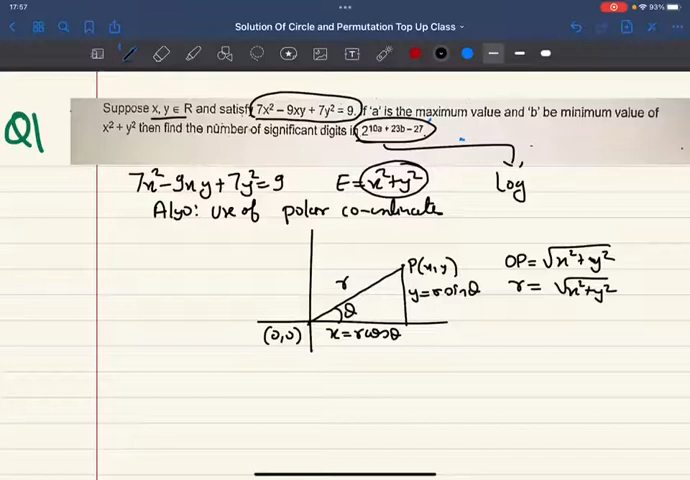 17:57
93%
Solution Of Circle and Permutation Top Up Class
Q1
Suppose x, y ∈ R and satisfy 7x² – 9xy + 7y² = 9. If 'a' is the maximum value and 'b' be minimum value of
x² + y² then find the number of significant digits in 2^(10a + 23b – 27).
7x²-9xy+7y²=9 E=x²+y² Log
Algo: use of polar co-ordinate
P(x,y) OP=√x²+y²
r y=rsinθ r=√x²+y²
θ
(0,0) x=rcosθ